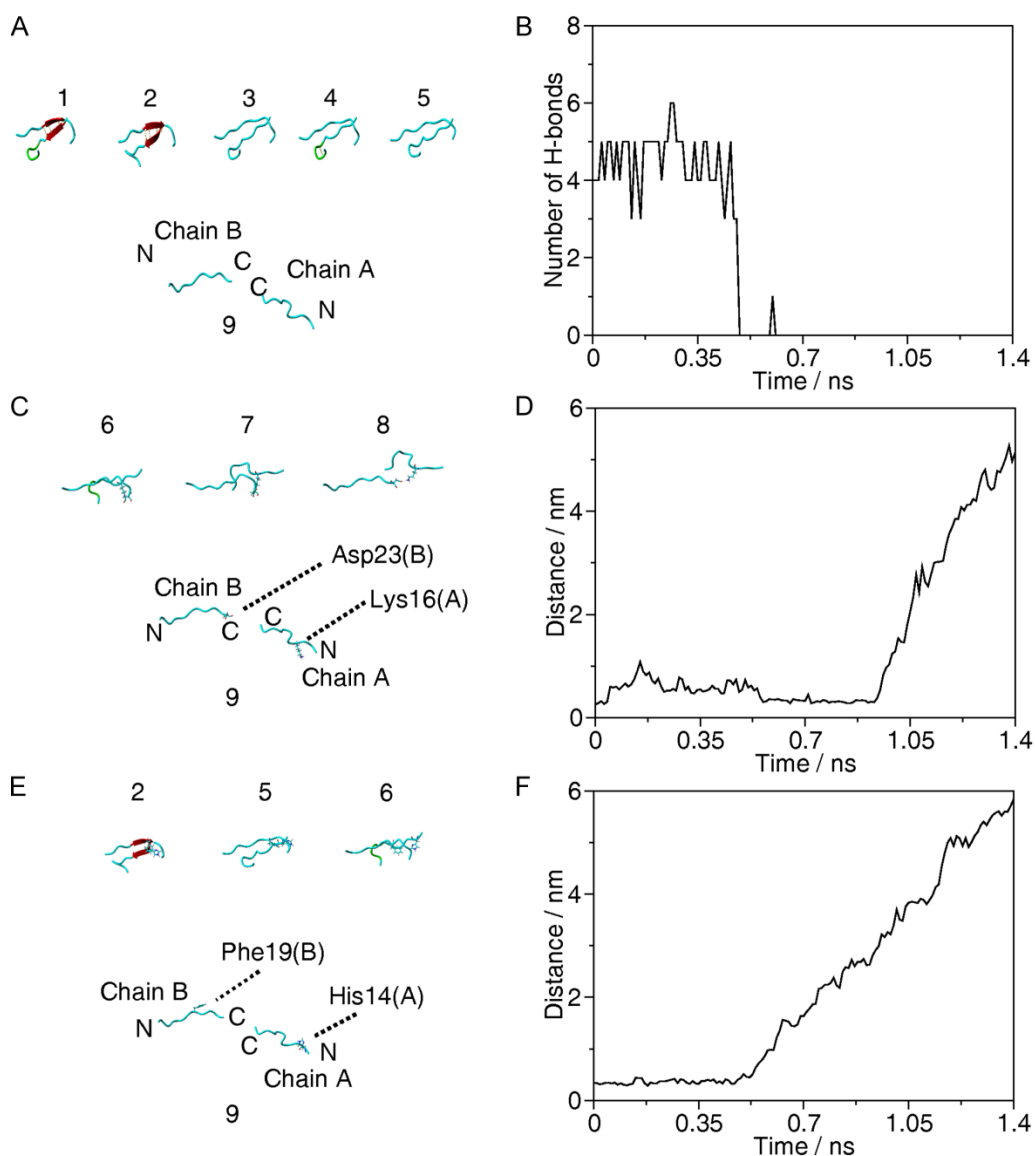 A
1 2 3 4 5
Chain B
N
C
Chain A
C
N
9
B
8
6
4
2
0
Number of H-bonds
0 0.35 0.7 1.05 1.4
Time / ns
C
6 7 8
Asp23(B)
Chain B
Lys16(A)
C
N
C
N
Chain A
9
D
6
4
2
0
Distance / nm
0 0.35 0.7 1.05 1.4
Time / ns
E
2 5 6
Phe19(B)
Chain B
His14(A)
N
C
C
N
Chain A
9
F
6
4
2
0
Distance / nm
0 0.35 0.7 1.05 1.4
Time / ns